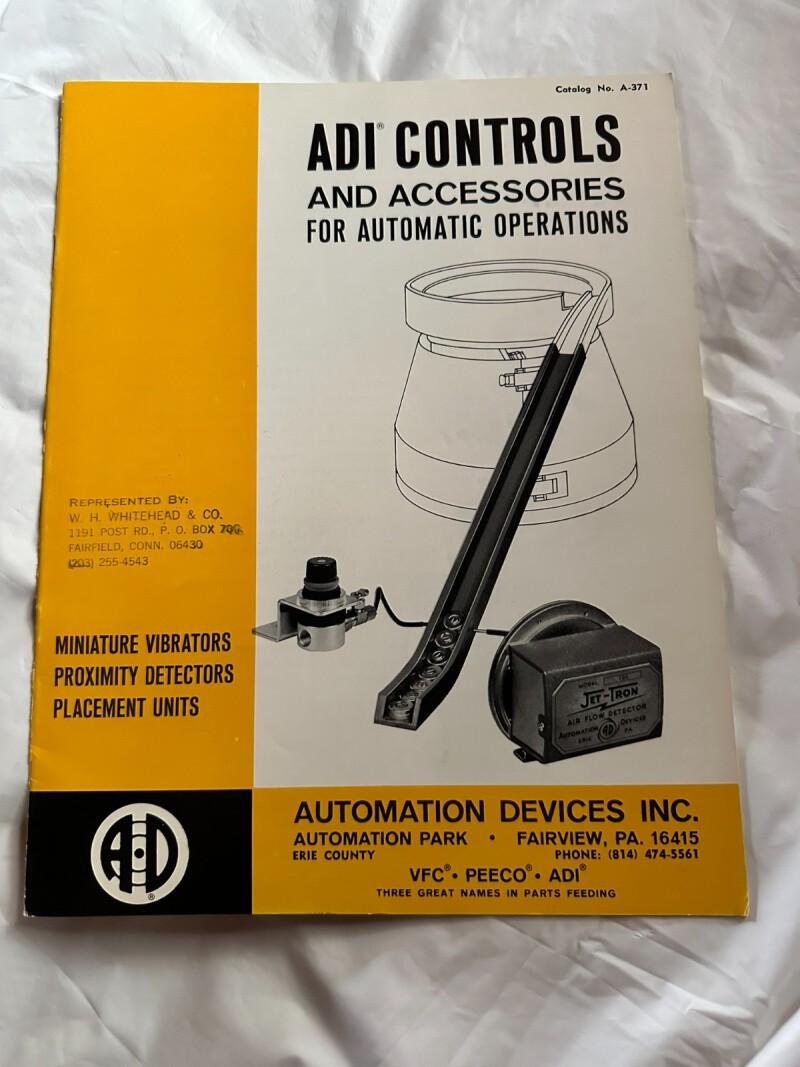 Catalog No. A-371
ADI® CONTROLS
AND ACCESSORIES
FOR AUTOMATIC OPERATIONS
REPRESENTED BY:
W. H. WHITEHEAD & CO.
1191 POST RD., P. O. BOX
FAIRFIELD, CONN. 06430
(203) 255-4543
MINIATURE VIBRATORS
PROXIMITY DETECTORS
PLACEMENT UNITS
MODEL
JET-TRON
AIR FLOW DETECTOR
AUTOMATION AD DEVICES
ERIE PA.
AD®
AUTOMATION DEVICES INC.
AUTOMATION PARK • FAIRVIEW, PA. 16415
ERIE COUNTY PHONE: (814) 474-5561
VFC® • PEECO® • ADI®
THREE GREAT NAMES IN PARTS FEEDING